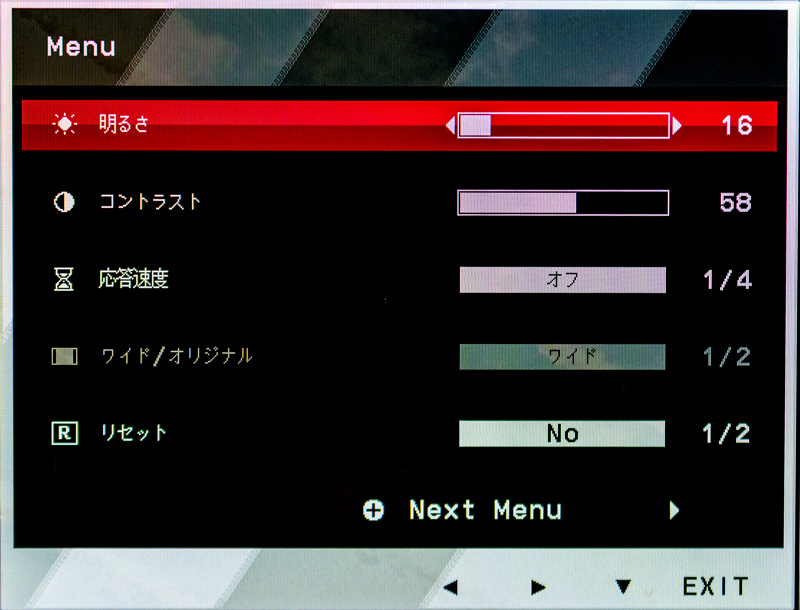 Menu
明るさ 16
コントラスト 58
応答速度 オフ 1/4
ワイド/オリジナル ワイド 1/2
R リセット No 1/2
Next Menu
EXIT